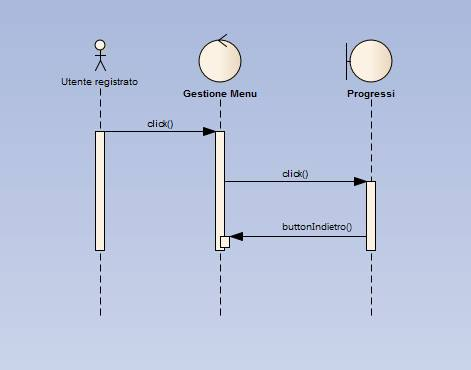 Utente registrato
Gestione Menu
Progressi
click()
click()
buttonIndietro()